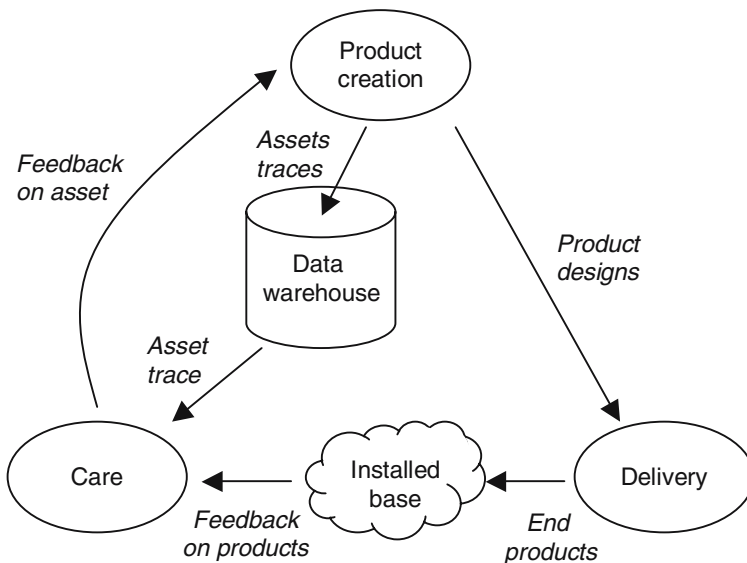 Product
creation
Assets
traces
Feedback
on asset
Data
warehouse
Product
designs
Asset
trace
Care
Installed
base
Delivery
Feedback
on products
End
products